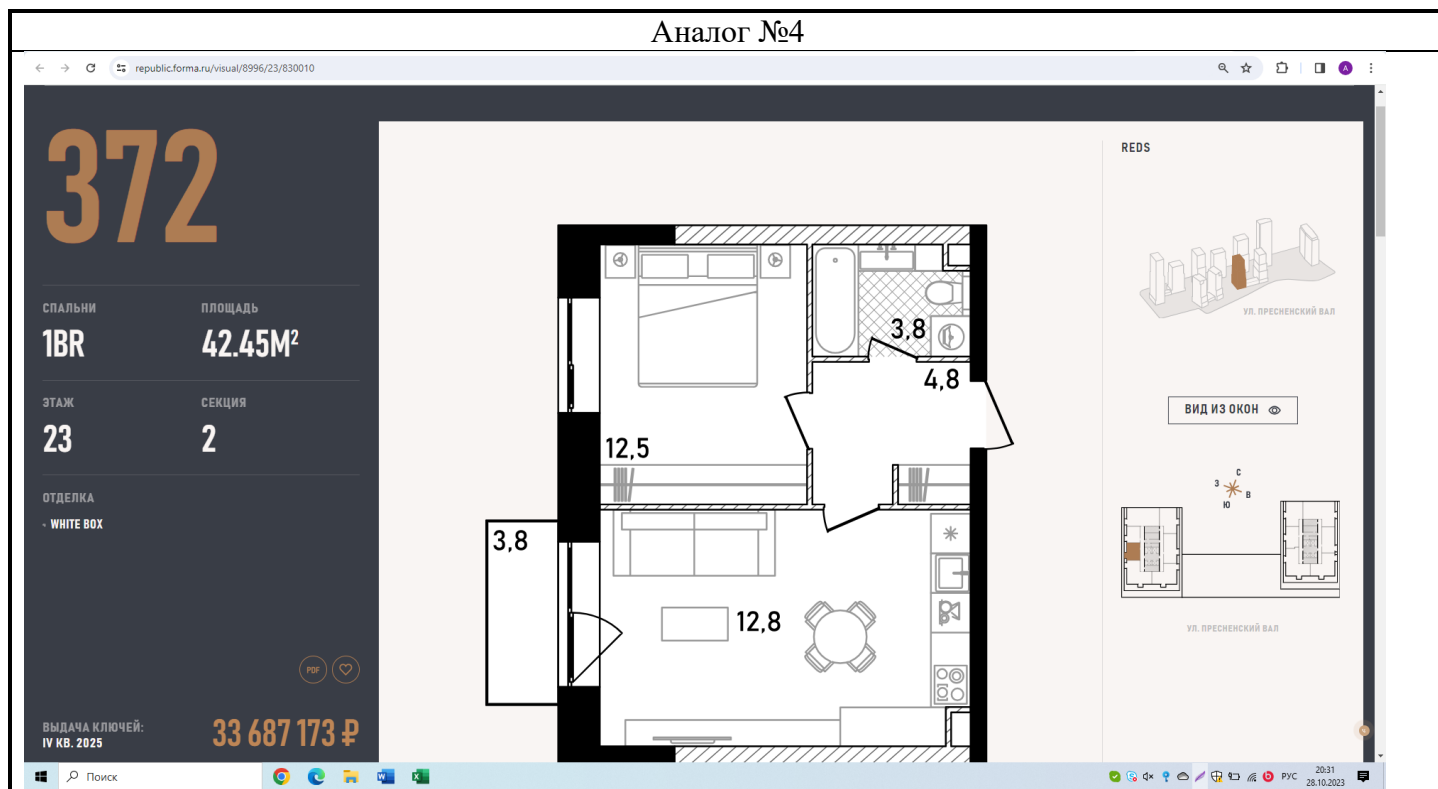 Аналог №4
republic.forma.ru/visual/8996/23/830010
A
372
СПАЛЬНИ ПЛОЩАДЬ
1BR 42.45М²
ЭТАЖ СЕКЦИЯ
23 2
ОТДЕЛКА
- WHITE BOX
PDF
ВЫДАЧА КЛЮЧЕЙ:
IV КВ. 2025
33 687 173 ₽
3,8
4,8
12,5
3,8
12,8
REDS
УЛ. ПРЕСНЕНСКИЙ ВАЛ
ВИД ИЗ ОКОН
С
З
В
Ю
УЛ. ПРЕСНЕНСКИЙ ВАЛ
Поиск
РУС
20:31
28.10.2023